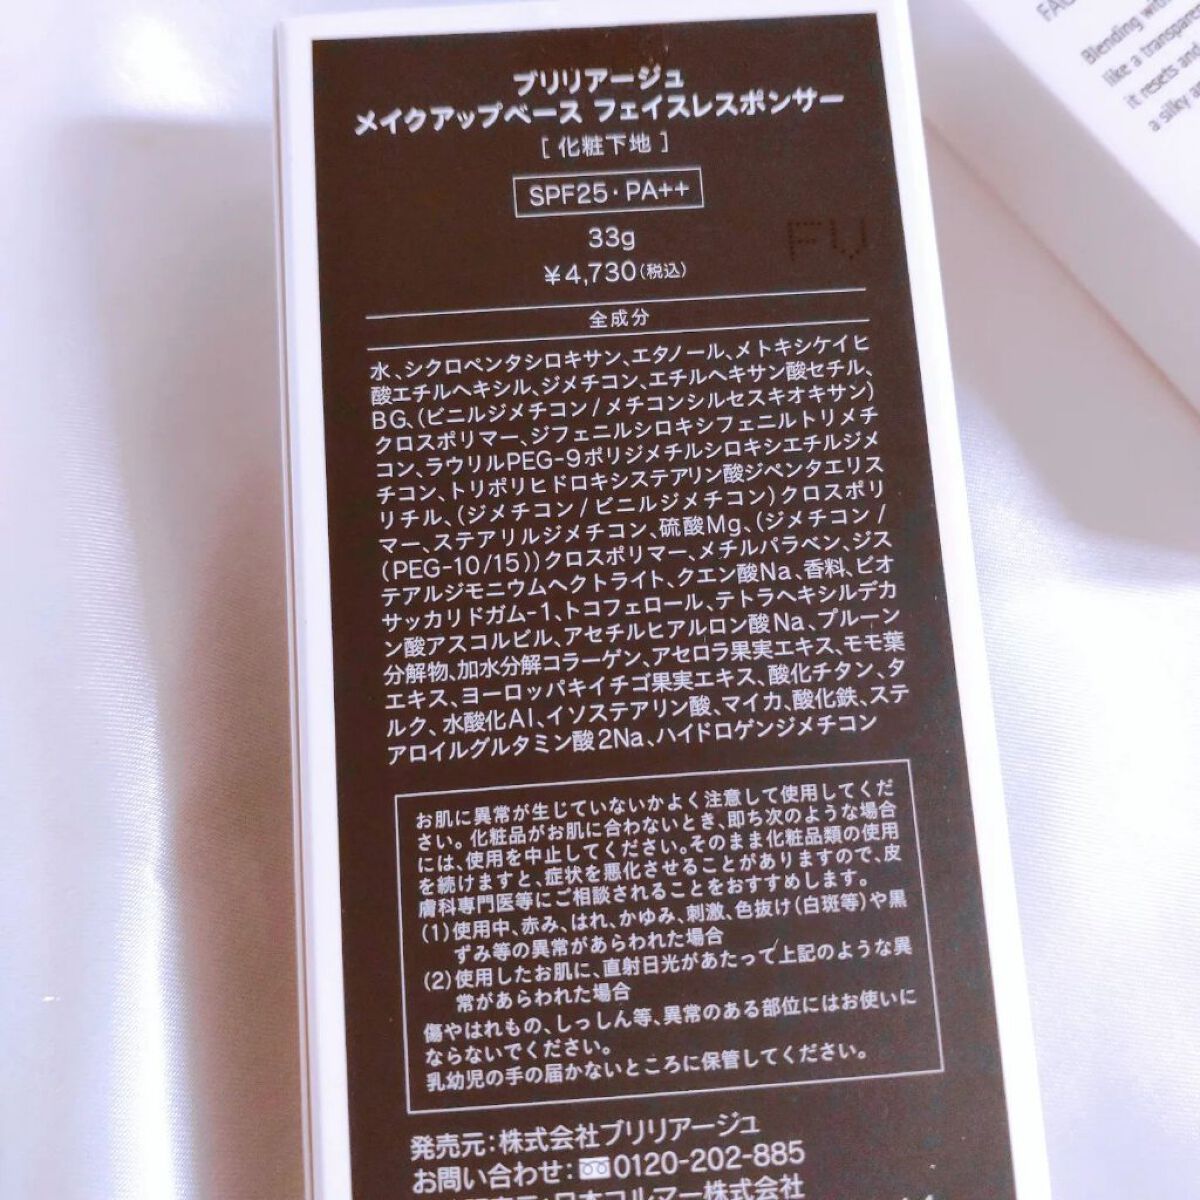 ブリリアージュ
メイクアップベース フェイスレスポンサー
[ 化粧下地 ]
SPF25・PA++
33g
¥4,730(税込)
FV
全成分
水、シクロペンタシロキサン、エタノール、メトキシケイヒ
酸エチルヘキシル、ジメチコン、エチルヘキサン酸セチル、
BG、(ビニルジメチコン/メチコンシルセスキオキサン)
クロスポリマー、ジフェニルシロキシフェニルトリメチ
コン、ラウリルPEG-9ポリジメチルシロキシエチルジメ
チコン、トリポリヒドロキシステアリン酸ジペンタエリス
リチル、(ジメチコン/ビニルジメチコン)クロスポリ
マー、ステアリルジメチコン、硫酸Mg、(ジメチコン/
(PEG-10/15))クロスポリマー、メチルパラベン、ジス
テアルジモニウムヘクトライト、クエン酸Na、香料、ビオ
サッカリドガム-1、トコフェロール、テトラヘキシルデカ
ン酸アスコルビル、アセチルヒアルロン酸Na、プルーン
分解物、加水分解コラーゲン、アセロラ果実エキス、モモ葉
エキス、ヨーロッパキイチゴ果実エキス、酸化チタン、タ
ルク、水酸化Al、イソステアリン酸、マイカ、酸化鉄、ステ
アロイルグルタミン酸2Na、ハイドロゲンジメチコン
お肌に異常が生じていないかよく注意して使用してくだ
さい。化粧品がお肌に合わないとき、即ち次のような場合
には、使用を中止してください。そのまま化粧品類の使用
を続けますと、症状を悪化させることがありますので、皮
膚科専門医等にご相談されることをおすすめします。
(1)使用中、赤み、はれ、かゆみ、刺激、色抜け(白斑等)や黒
ずみ等の異常があらわれた場合
(2)使用したお肌に、直射日光があたって上記のような異
常があらわれた場合
傷やはれもの、しっしん等、異常のある部位にはお使いに
ならないでください。
乳幼児の手の届かないところに保管してください。
発売元:株式会社ブリリアージュ
お問い合わせ:0120-202-885
日本コルマー株式会社
Blending with
like a transpa
it resets and
a silky